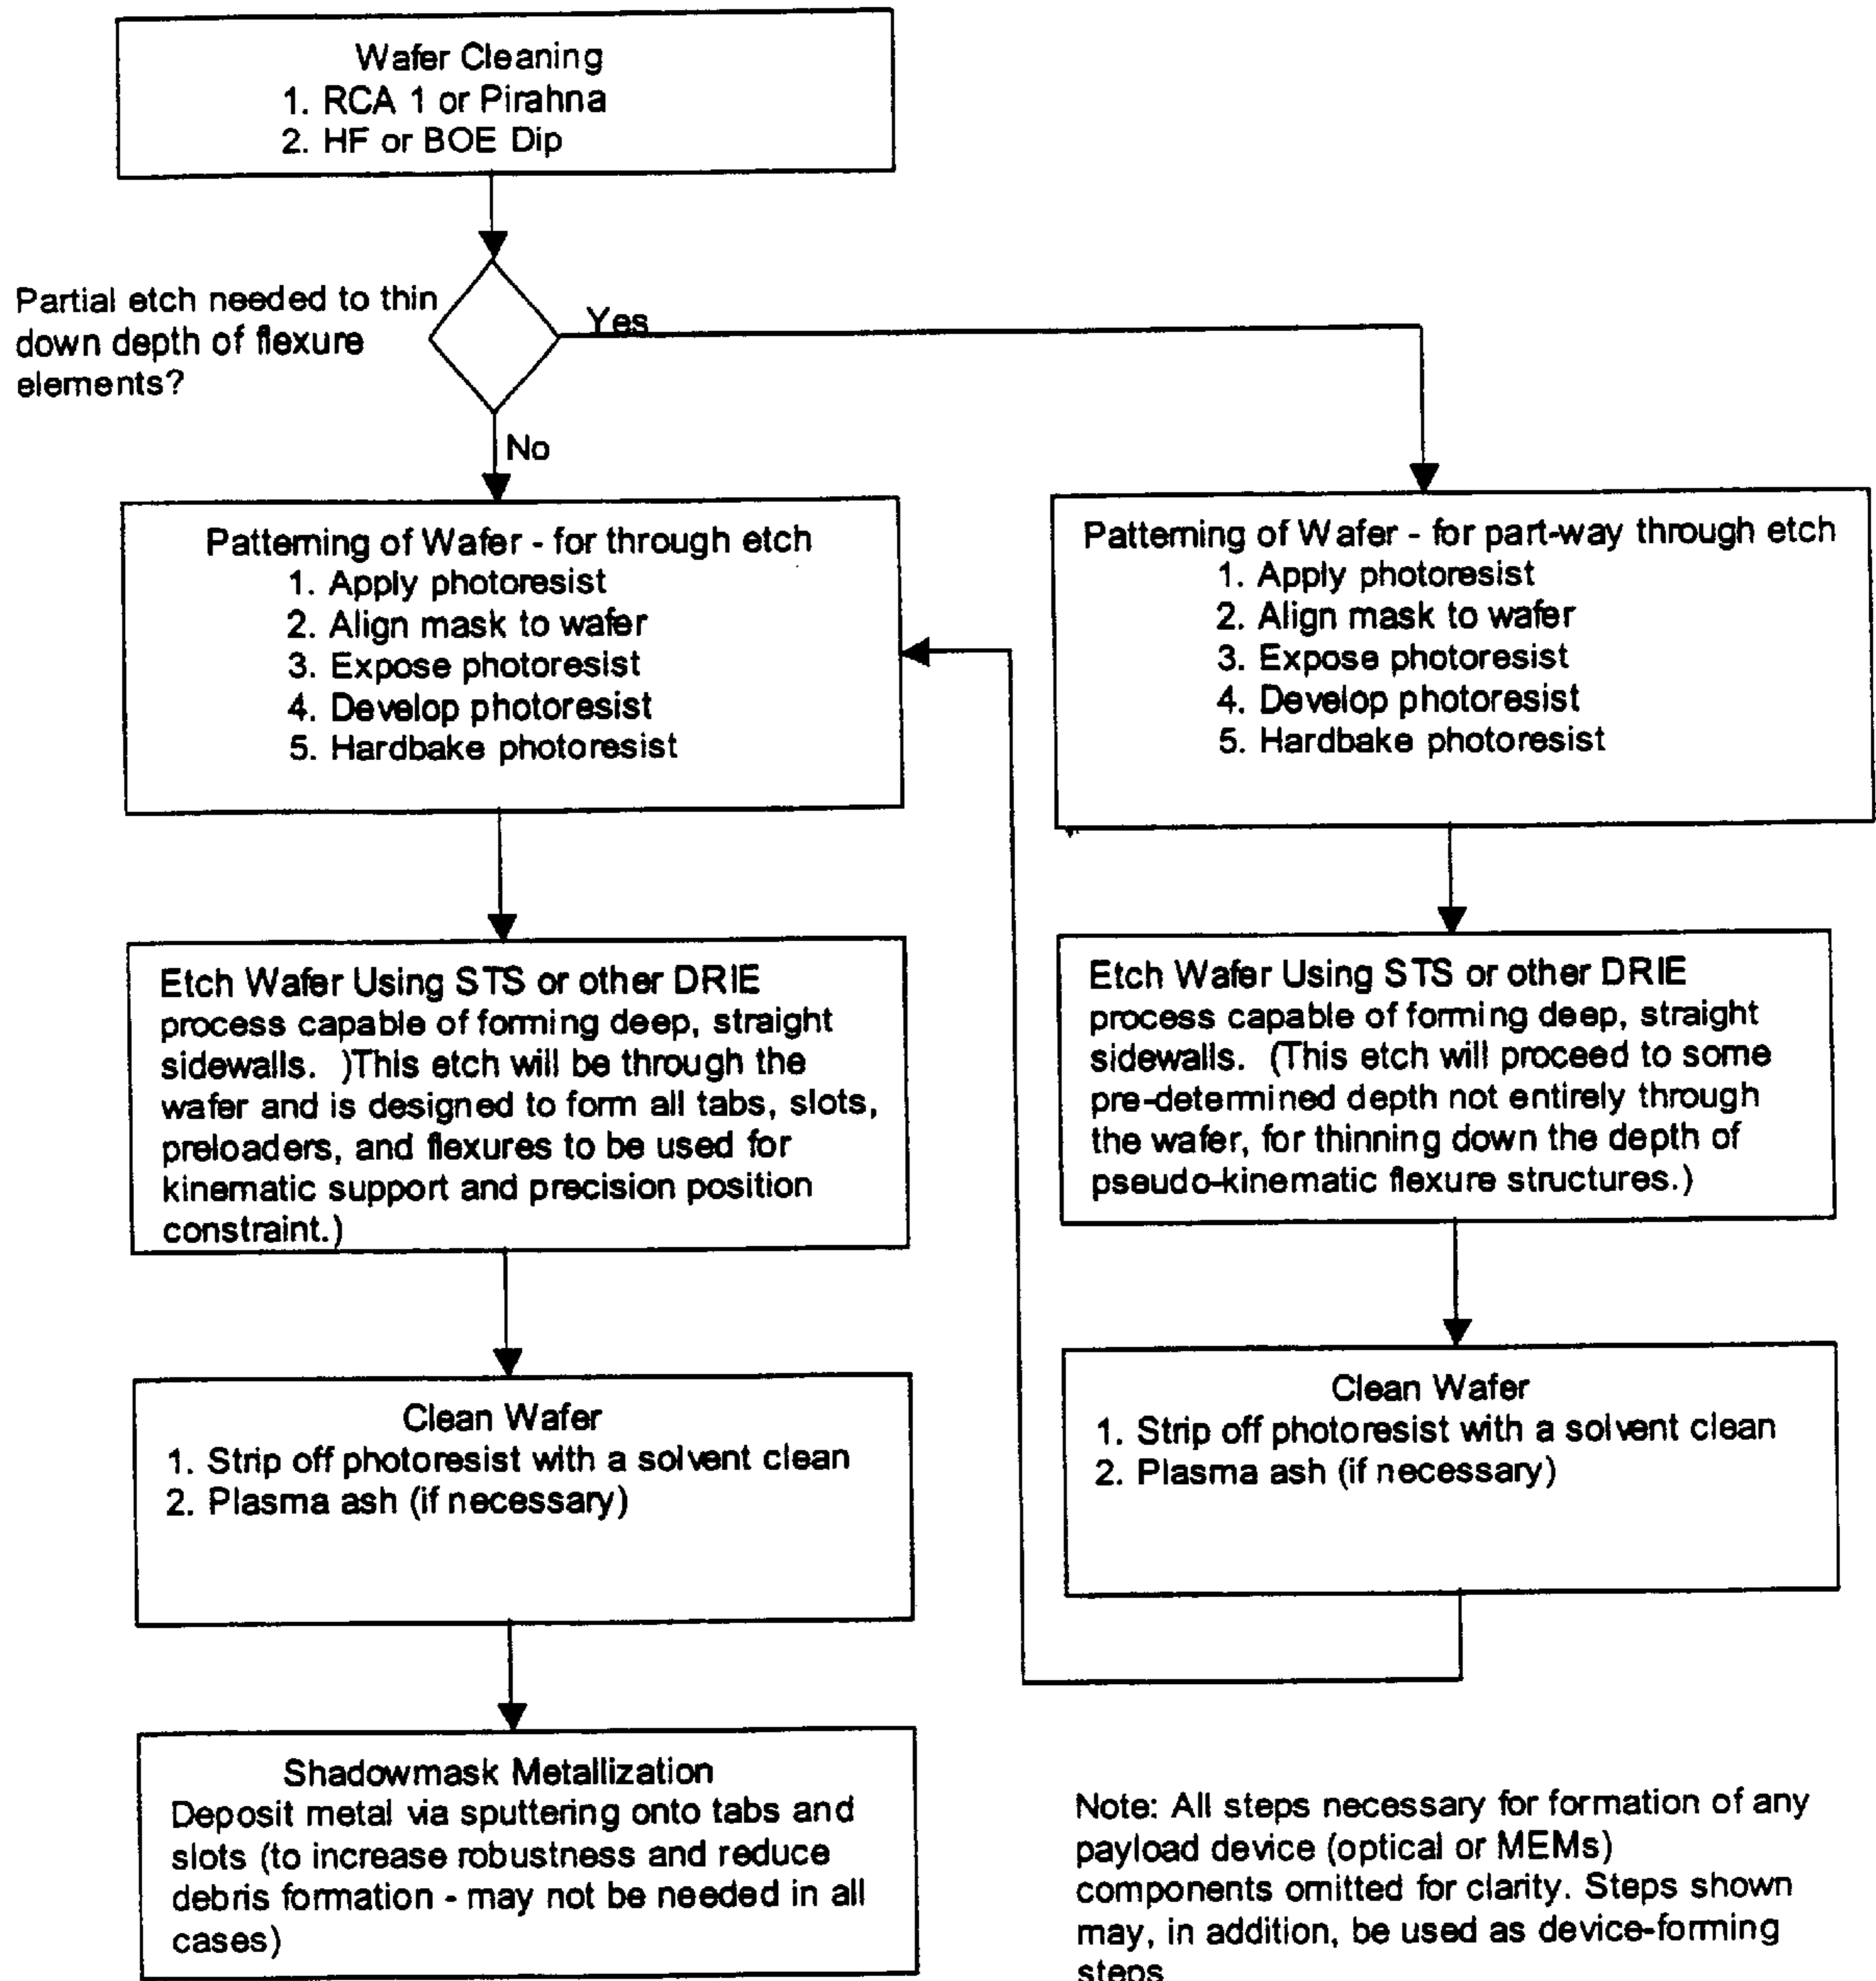 Wafer Cleaning
1. RCA 1 or Pirahna
2. HF or BOE Dip
Partial etch needed to thin
down depth of flexure
elements?
Yes
No
Patterning of Wafer - for through etch
1. Apply photoresist
2. Align mask to wafer
3. Expose photoresist
4. Develop photoresist
5. Hardbake photoresist
Patterning of Wafer - for part-way through etch
1. Apply photoresist
2. Align mask to wafer
3. Expose photoresist
4. Develop photoresist
5. Hardbake photoresist
Etch Wafer Using STS or other DRIE
process capable of forming deep, straight
sidewalls. )This etch will be through the
wafer and is designed to form all tabs, slots,
preloaders, and flexures to be used for
kinematic support and precision position
constraint.)
Etch Wafer Using STS or other DRIE
process capable of forming deep, straight
sidewalls. (This etch will proceed to some
pre-determined depth not entirely through
the wafer, for thinning down the depth of
pseudo-kinematic flexure structures.)
Clean Wafer
1. Strip off photoresist with a solvent clean
2. Plasma ash (if necessary)
Clean Wafer
1. Strip off photoresist with a solvent clean
2. Plasma ash (if necessary)
Shadowmask Metallization
Deposit metal via sputtering onto tabs and
slots (to increase robustness and reduce
debris formation - may not be needed in all
cases)
Note: All steps necessary for formation of any
payload device (optical or MEMs)
components omitted for clarity. Steps shown
may, in addition, be used as device-forming
steps